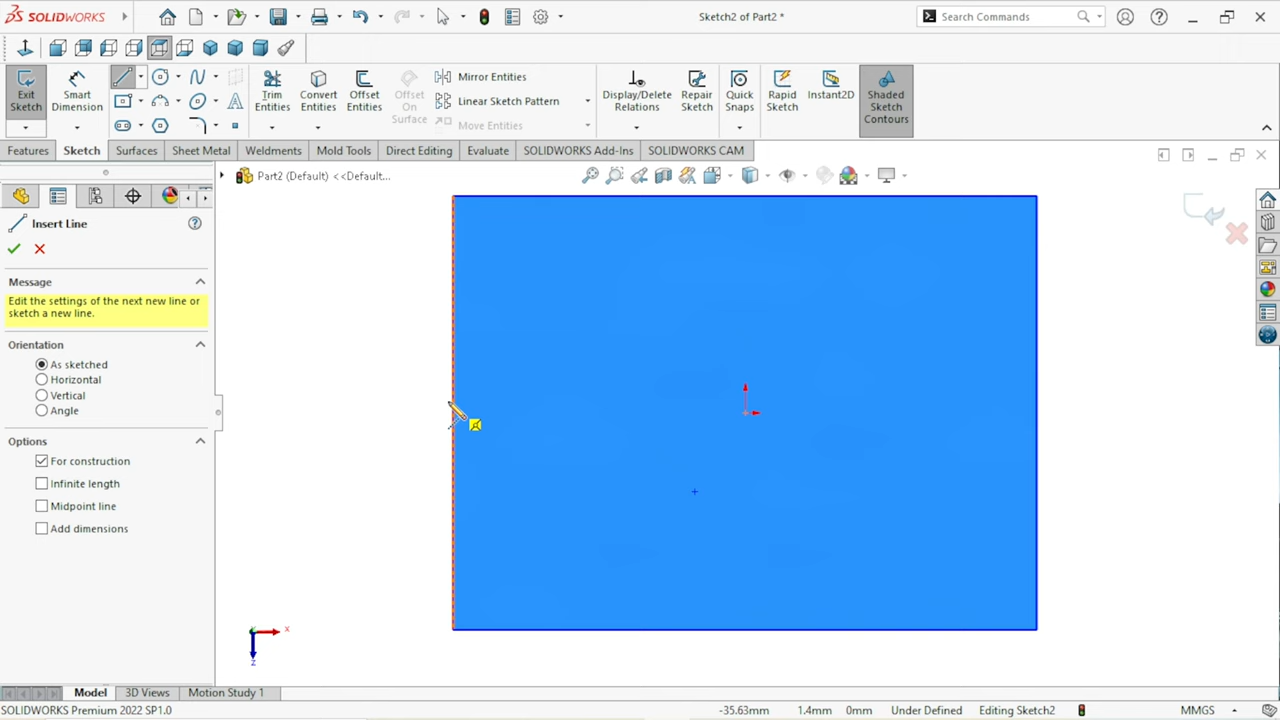 SOLIDWORKS
Sketch2 of Part2 *
Search Commands
Exit Sketch
Smart Dimension
Trim Entities
Convert Entities
Offset Entities
Offset On Surface
Mirror Entities
Linear Sketch Pattern
Move Entities
Display/Delete Relations
Repair Sketch
Quick Snaps
Rapid Sketch
Instant2D
Shaded Sketch Contours
Features
Sketch
Surfaces
Sheet Metal
Weldments
Mold Tools
Direct Editing
Evaluate
SOLIDWORKS Add-Ins
SOLIDWORKS CAM
Part2 (Default) <<Default...
Insert Line
Message
Edit the settings of the next new line or
sketch a new line.
Orientation
As sketched
Horizontal
Vertical
Angle
Options
For construction
Infinite length
Midpoint line
Add dimensions
X
Z
Model
3D Views
Motion Study 1
SOLIDWORKS Premium 2022 SP1.0
-35.63mm
1.4mm
0mm
Under Defined
Editing Sketch2
MMGS